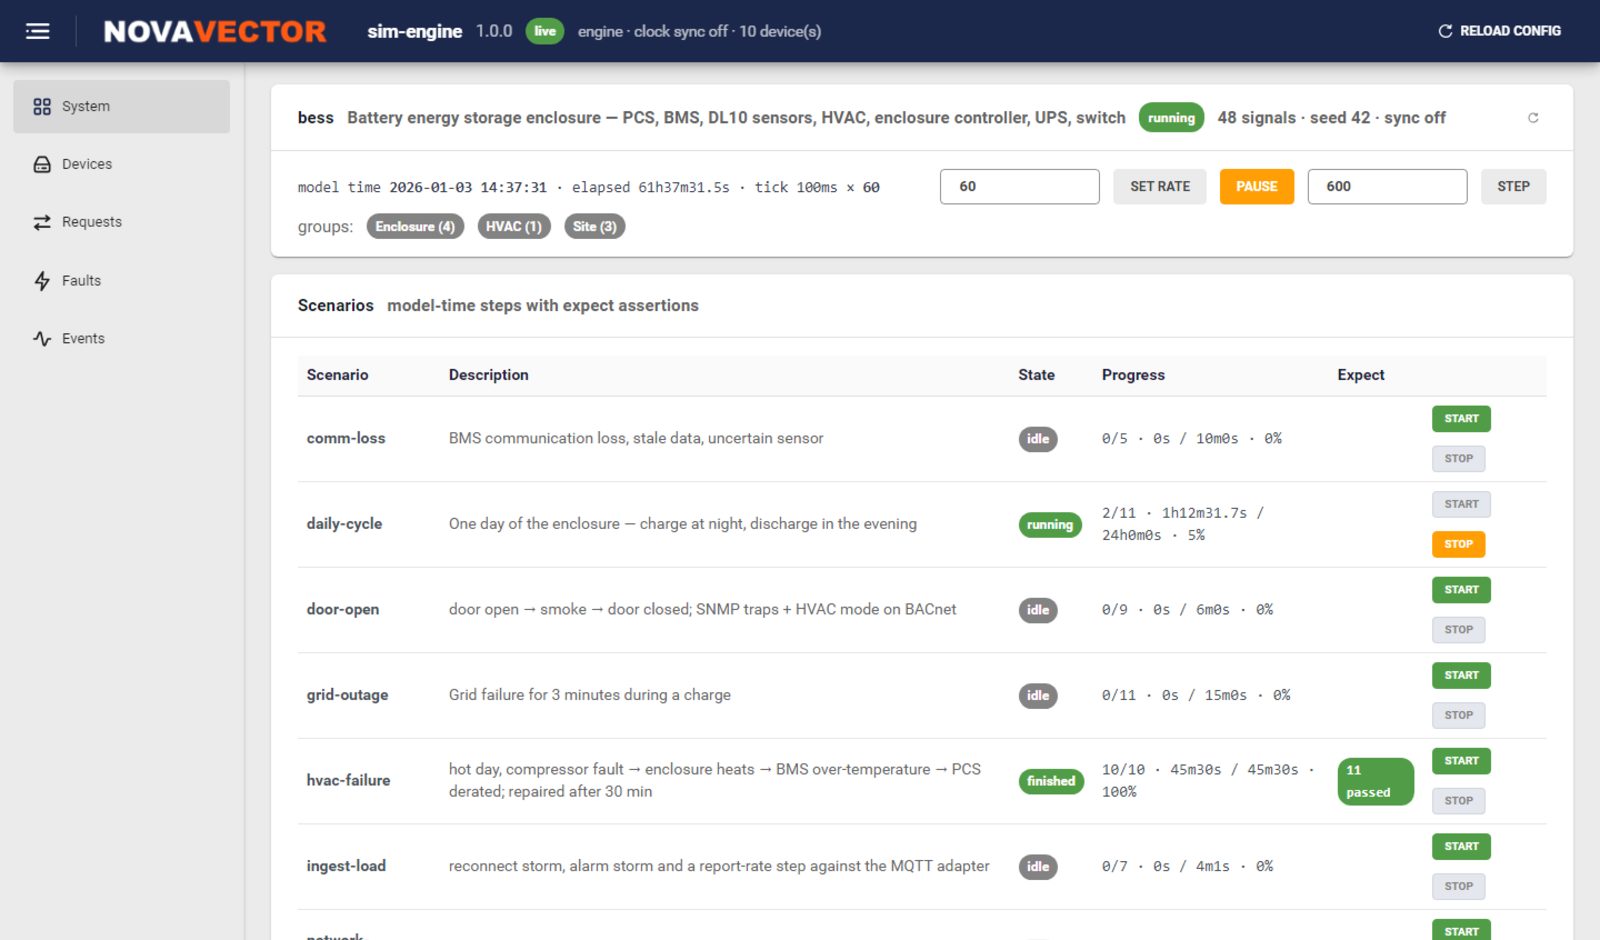 NOVAVECTOR sim-engine 1.0.0 live engine · clock sync off · 10 device(s) RELOAD CONFIG
System
Devices
Requests
Faults
Events
bess Battery energy storage enclosure — PCS, BMS, DL10 sensors, HVAC, enclosure controller, UPS, switch running 48 signals · seed 42 · sync off
model time 2026-01-03 14:37:31 · elapsed 61h37m31.5s · tick 100ms × 60 60 SET RATE PAUSE 600 STEP
groups: Enclosure (4) HVAC (1) Site (3)
Scenarios model-time steps with expect assertions
Scenario Description State Progress Expect
comm-loss BMS communication loss, stale data, uncertain sensor idle 0/5 · 0s / 10m0s · 0%
START
STOP
daily-cycle One day of the enclosure — charge at night, discharge in the evening running 2/11 · 1h12m31.7s /
24h0m0s · 5%
START
STOP
door-open door open → smoke → door closed; SNMP traps + HVAC mode on BACnet idle 0/9 · 0s / 6m0s · 0%
START
STOP
grid-outage Grid failure for 3 minutes during a charge idle 0/11 · 0s / 15m0s · 0%
START
STOP
hvac-failure hot day, compressor fault → enclosure heats → BMS over-temperature → PCS
derated; repaired after 30 min finished 10/10 · 45m30s / 45m30s ·
100%
11
passed
START
STOP
ingest-load reconnect storm, alarm storm and a report-rate step against the MQTT adapter idle 0/7 · 0s / 4m1s · 0%
START
STOP
START